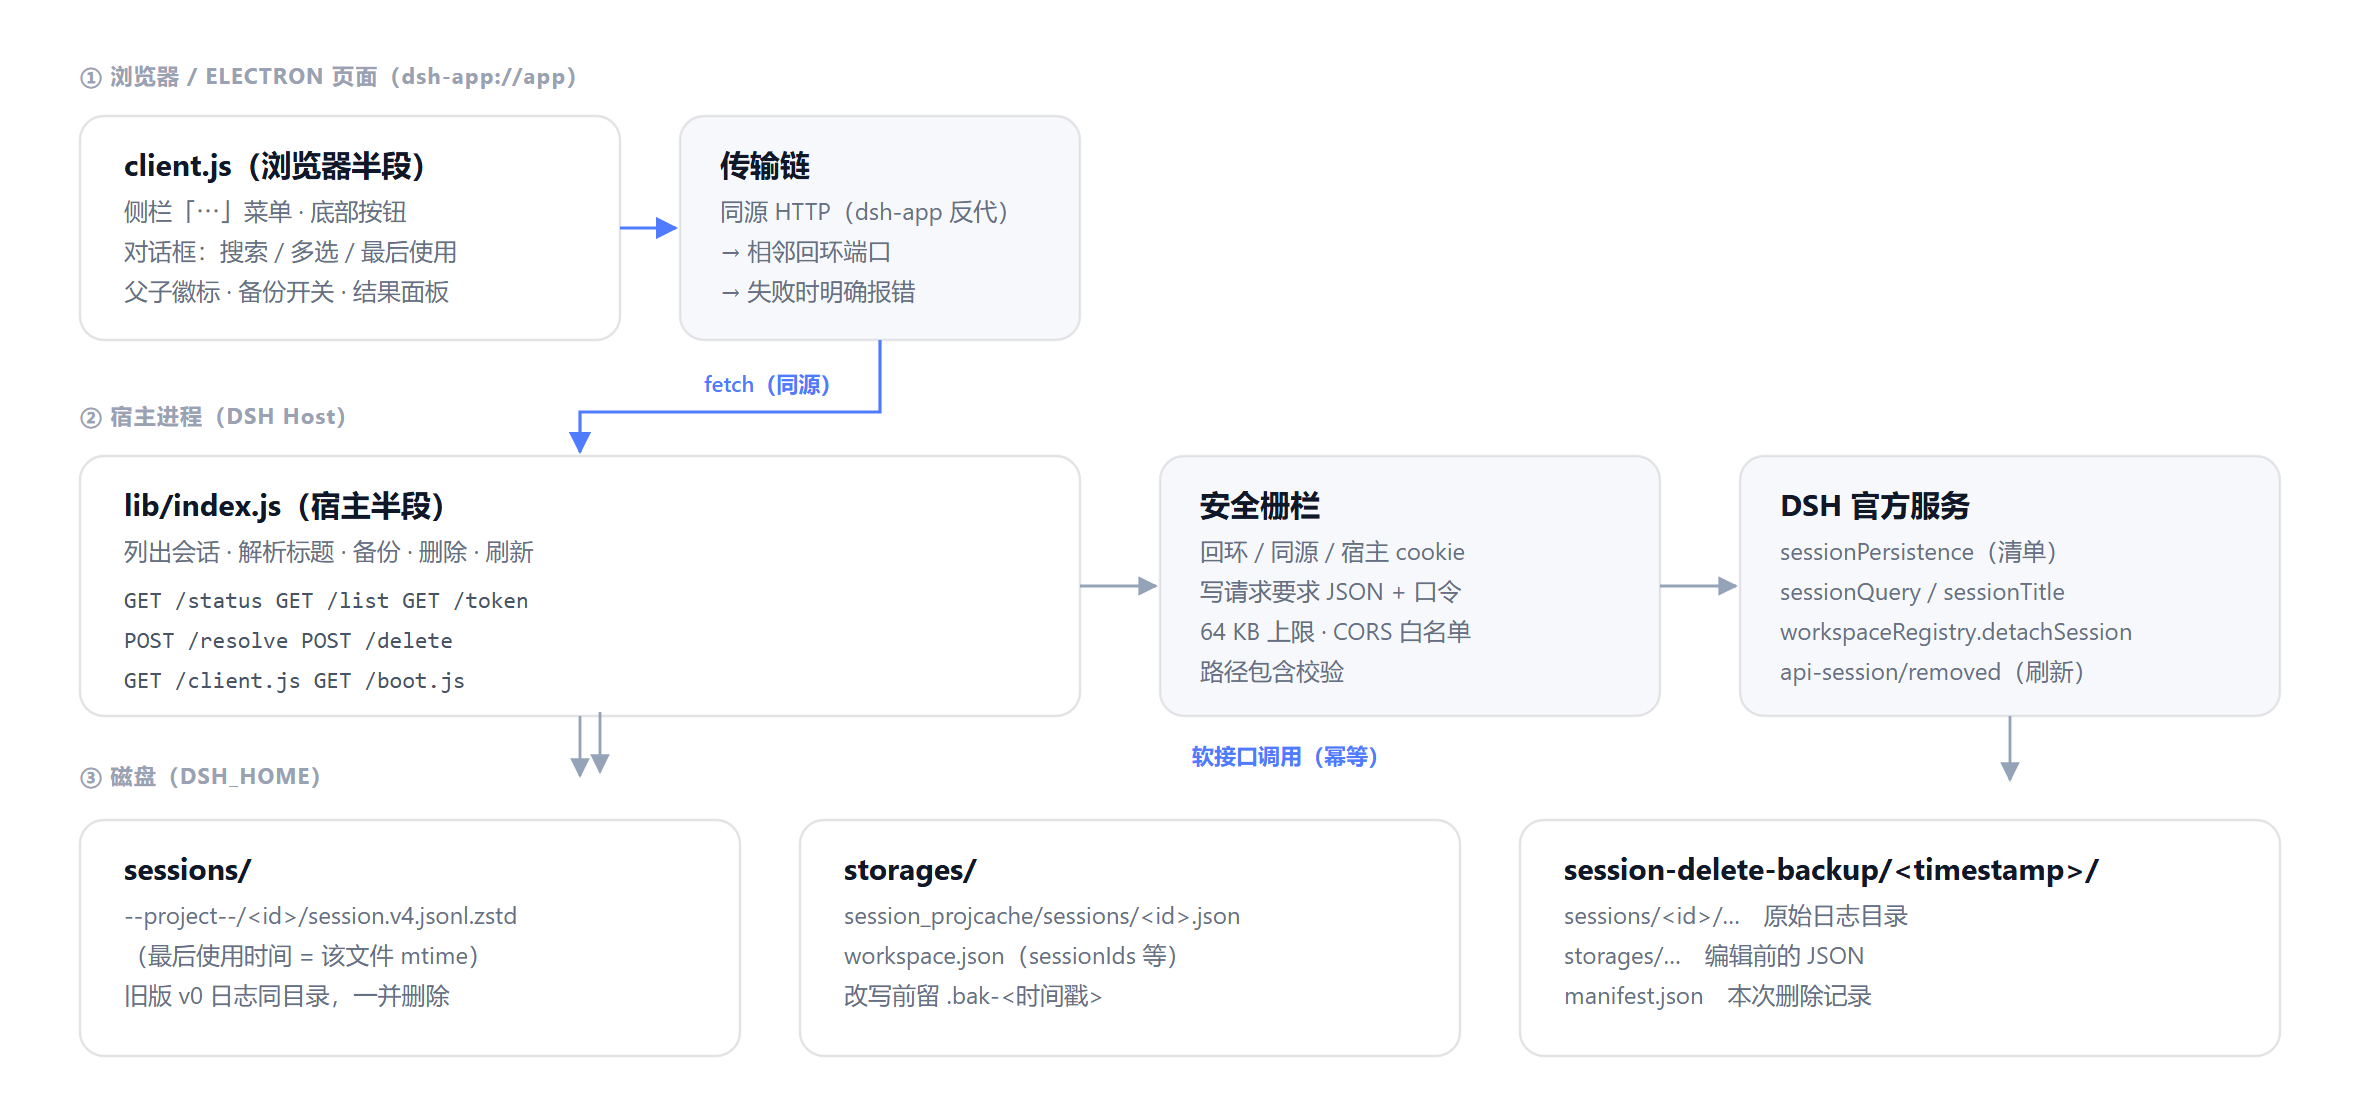 ① 浏览器 / ELECTRON 页面（dsh-app://app）
client.js（浏览器半段）
侧栏「…」菜单 · 底部按钮
对话框：搜索 / 多选 / 最后使用
父子徽标 · 备份开关 · 结果面板
传输链
同源 HTTP（dsh-app 反代）
→ 相邻回环端口
→ 失败时明确报错
fetch（同源）
② 宿主进程（DSH Host）
lib/index.js（宿主半段）
列出会话 · 解析标题 · 备份 · 删除 · 刷新
GET /status GET /list GET /token
POST /resolve POST /delete
GET /client.js GET /boot.js
安全栅栏
回环 / 同源 / 宿主 cookie
写请求要求 JSON + 口令
64 KB 上限 · CORS 白名单
路径包含校验
DSH 官方服务
sessionPersistence（清单）
sessionQuery / sessionTitle
workspaceRegistry.detachSession
api-session/removed（刷新）
软接口调用（幂等）
③ 磁盘（DSH_HOME）
sessions/
--project--/<id>/session.v4.jsonl.zstd
（最后使用时间 = 该文件 mtime）
旧版 v0 日志同目录，一并删除
storages/
session_projcache/sessions/<id>.json
workspace.json（sessionIds 等）
改写前留 .bak-<时间戳>
session-delete-backup/<timestamp>/
sessions/<id>/… 原始日志目录
storages/… 编辑前的 JSON
manifest.json 本次删除记录